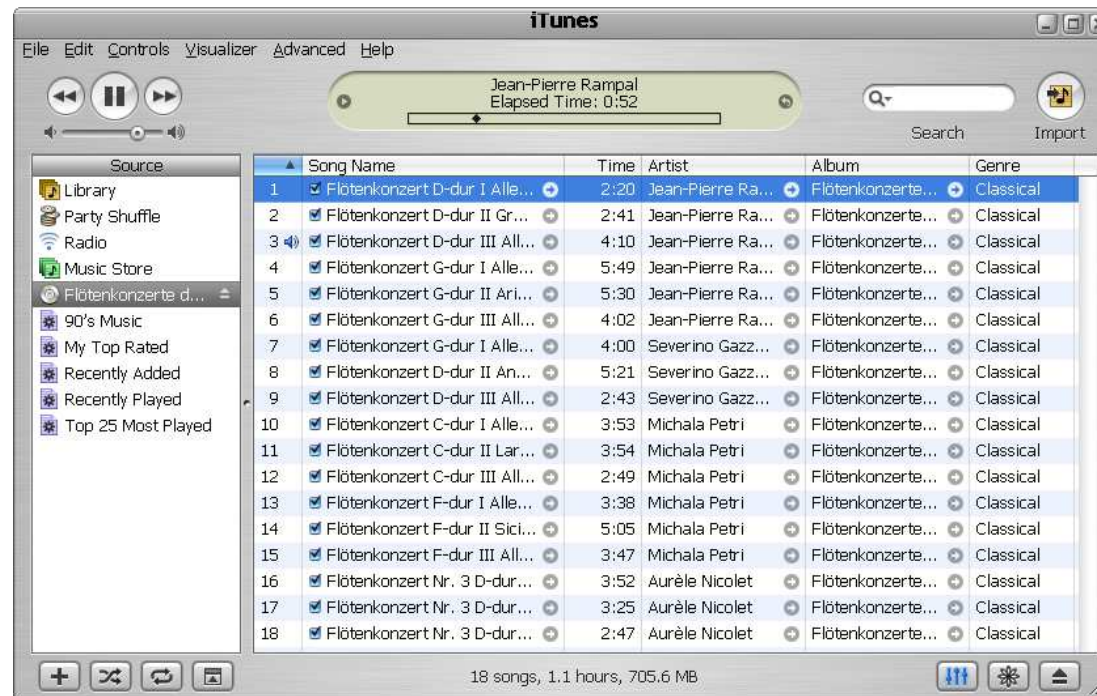 iTunes
File Edit Controls Visualizer Advanced Help
Jean-Pierre Rampal
Elapsed Time: 0:52
Search
Import
Source
Library
Party Shuffle
Radio
Music Store
Flötenkonzerte d...
90's Music
My Top Rated
Recently Added
Recently Played
Top 25 Most Played
Song Name Time Artist Album Genre
1 Flötenkonzert D-dur I Alle... 2:20 Jean-Pierre Ra... Flötenkonzerte... Classical
2 Flötenkonzert D-dur II Gr... 2:41 Jean-Pierre Ra... Flötenkonzerte... Classical
3 Flötenkonzert D-dur III All... 4:10 Jean-Pierre Ra... Flötenkonzerte... Classical
4 Flötenkonzert G-dur I Alle... 5:49 Jean-Pierre Ra... Flötenkonzerte... Classical
5 Flötenkonzert G-dur II Ari... 5:30 Jean-Pierre Ra... Flötenkonzerte... Classical
6 Flötenkonzert G-dur III All... 4:02 Jean-Pierre Ra... Flötenkonzerte... Classical
7 Flötenkonzert G-dur I Alle... 4:00 Severino Gazz... Flötenkonzerte... Classical
8 Flötenkonzert D-dur II An... 5:21 Severino Gazz... Flötenkonzerte... Classical
9 Flötenkonzert D-dur III All... 2:43 Severino Gazz... Flötenkonzerte... Classical
10 Flötenkonzert C-dur I Alle... 3:53 Michala Petri Flötenkonzerte... Classical
11 Flötenkonzert C-dur II Lar... 3:54 Michala Petri Flötenkonzerte... Classical
12 Flötenkonzert C-dur III All... 2:49 Michala Petri Flötenkonzerte... Classical
13 Flötenkonzert F-dur I Alle... 3:38 Michala Petri Flötenkonzerte... Classical
14 Flötenkonzert F-dur II Sici... 5:05 Michala Petri Flötenkonzerte... Classical
15 Flötenkonzert F-dur III All... 3:47 Michala Petri Flötenkonzerte... Classical
16 Flötenkonzert Nr. 3 D-dur... 3:52 Aurèle Nicolet Flötenkonzerte... Classical
17 Flötenkonzert Nr. 3 D-dur... 3:25 Aurèle Nicolet Flötenkonzerte... Classical
18 Flötenkonzert Nr. 3 D-dur... 2:47 Aurèle Nicolet Flötenkonzerte... Classical
18 songs, 1.1 hours, 705.6 MB